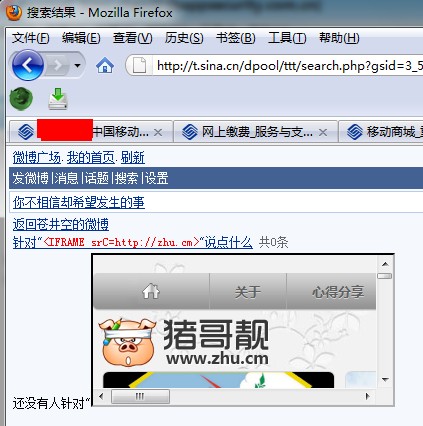 搜索结果 - Mozilla Firefox
文件(F) 编辑(E) 查看(V) 历史(S) 书签(B) 工具(T) 帮助(H)
http://t.sina.cn/dpool/ttt/search.php?gsid=3_5
中国移动... 网上缴费_服务与支... 移动商城_
微博广场. 我的首页. 刷新
发微博|消息|话题|搜索|设置
你不相信却希望发生的事
返回苍井空的微博
针对“<IFRAME srC=http://zhu.cm>“说点什么 共0条
关于 心得分享
猪哥靓
www.zhu.cm
还没有人针对“